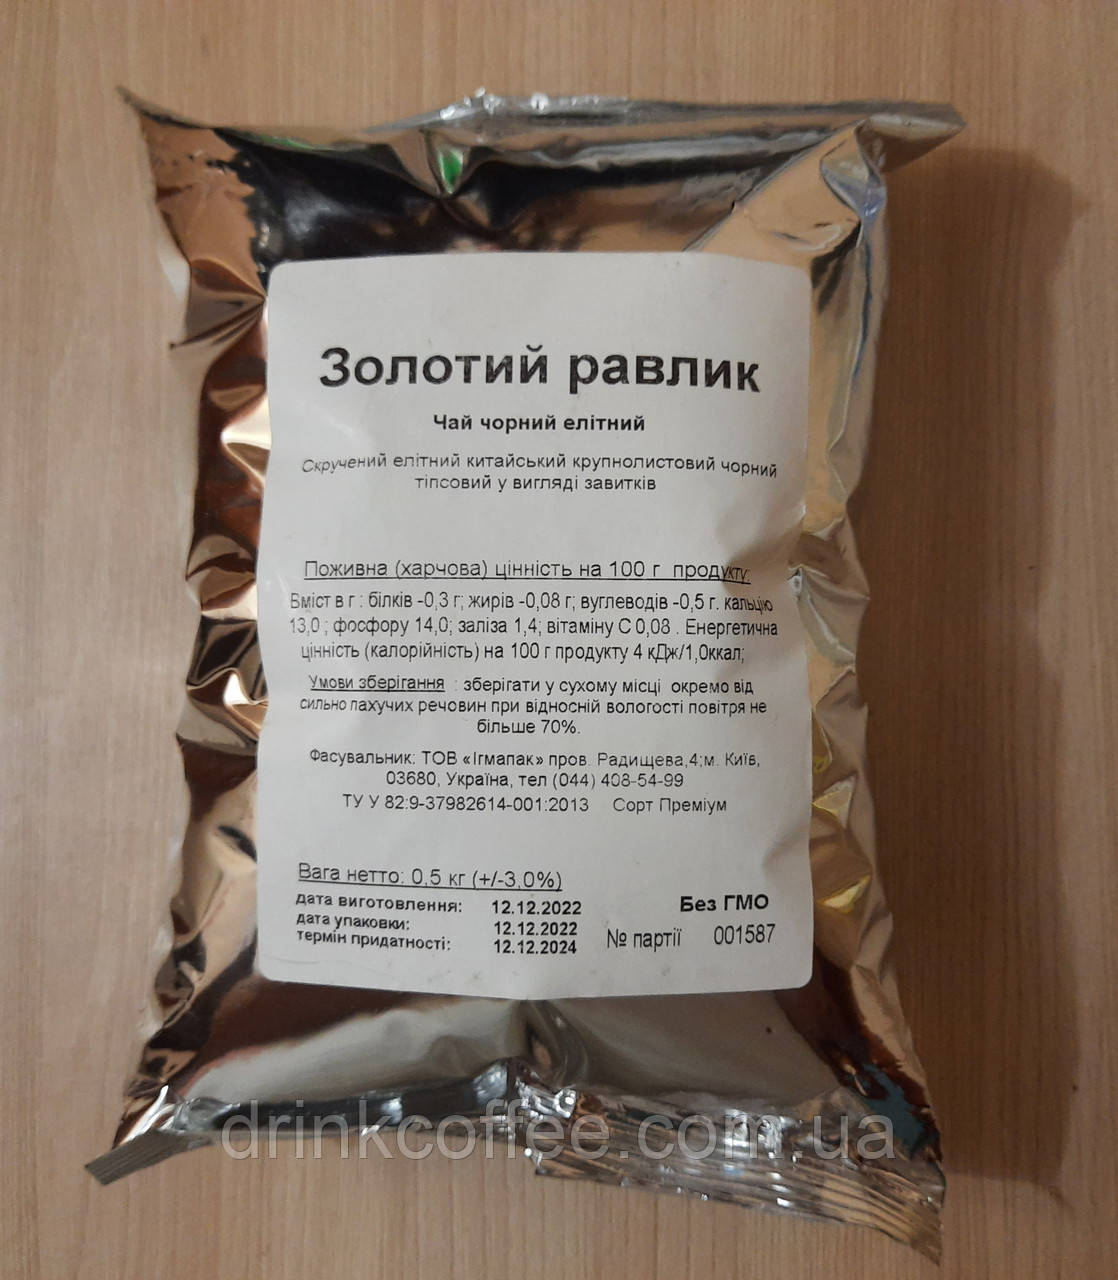 Золотий равлик
Чай чорний елітний
Скручений елітний китайський крупнолистовий чорний
тіпсовий у вигляді завитків
Поживна (харчова) цінність на 100 г продукту:
Вміст в г : білків -0,3 г; жирів -0,08 г; вуглеводів -0,5 г. кальцію
13,0 ; фосфору 14,0; заліза 1,4; вітаміну С 0,08 . Енергетична
цінність (калорійність) на 100 г продукту 4 кДж/1,0ккал;
Умови зберігання : зберігати у сухому місці окремо від
сильно пахучих речовин при відносній вологості повітря не
більше 70%.
Фасувальник: ТОВ «Ігмапак» пров. Радищева,4;м. Київ,
03680, Україна, тел (044) 408-54-99
ТУ У 82:9-37982614-001:2013 Сорт Преміум
Вага нетто: 0,5 кг (+/-3,0%)
дата виготовлення: 12.12.2022 Без ГМО
дата упаковки: 12.12.2022
термін придатності: 12.12.2024 № партії 001587
drinkcoffee.com.ua